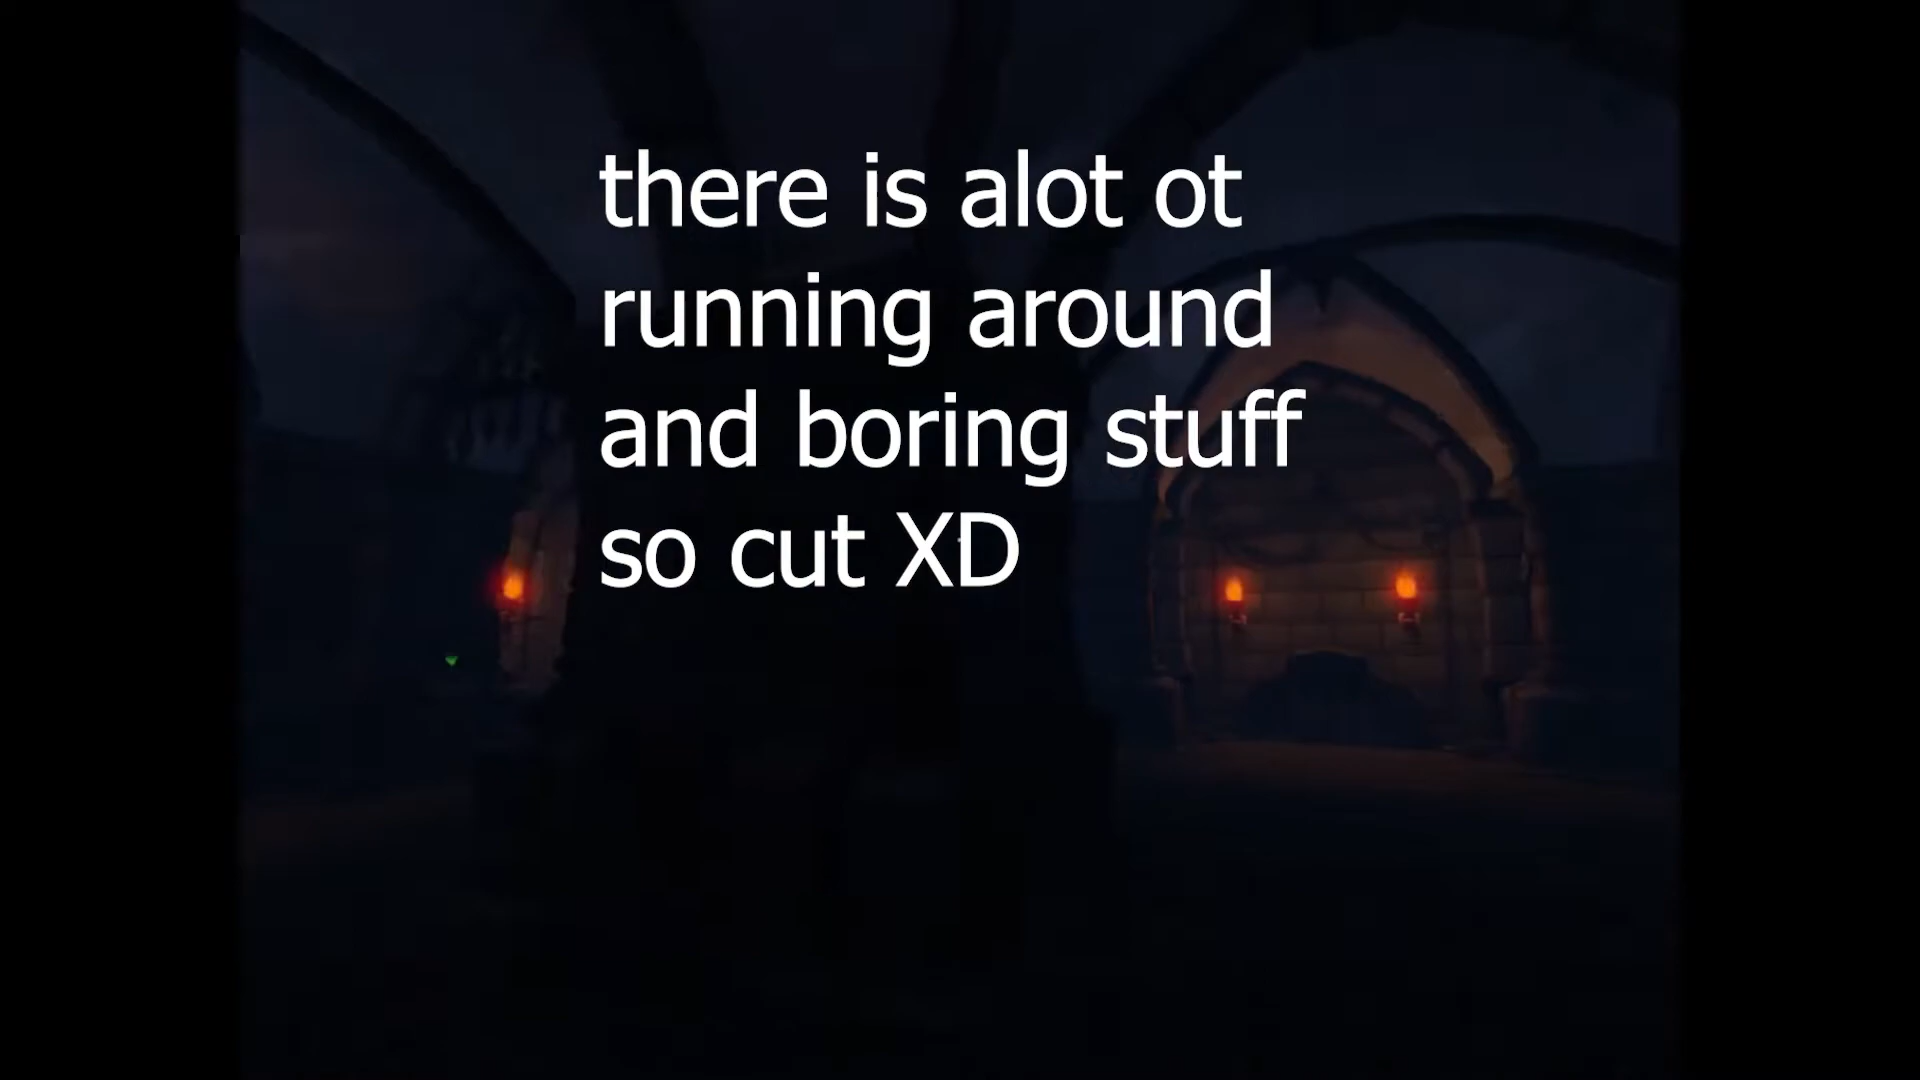 there is alot ot
running around
and boring stuff
so cut XD